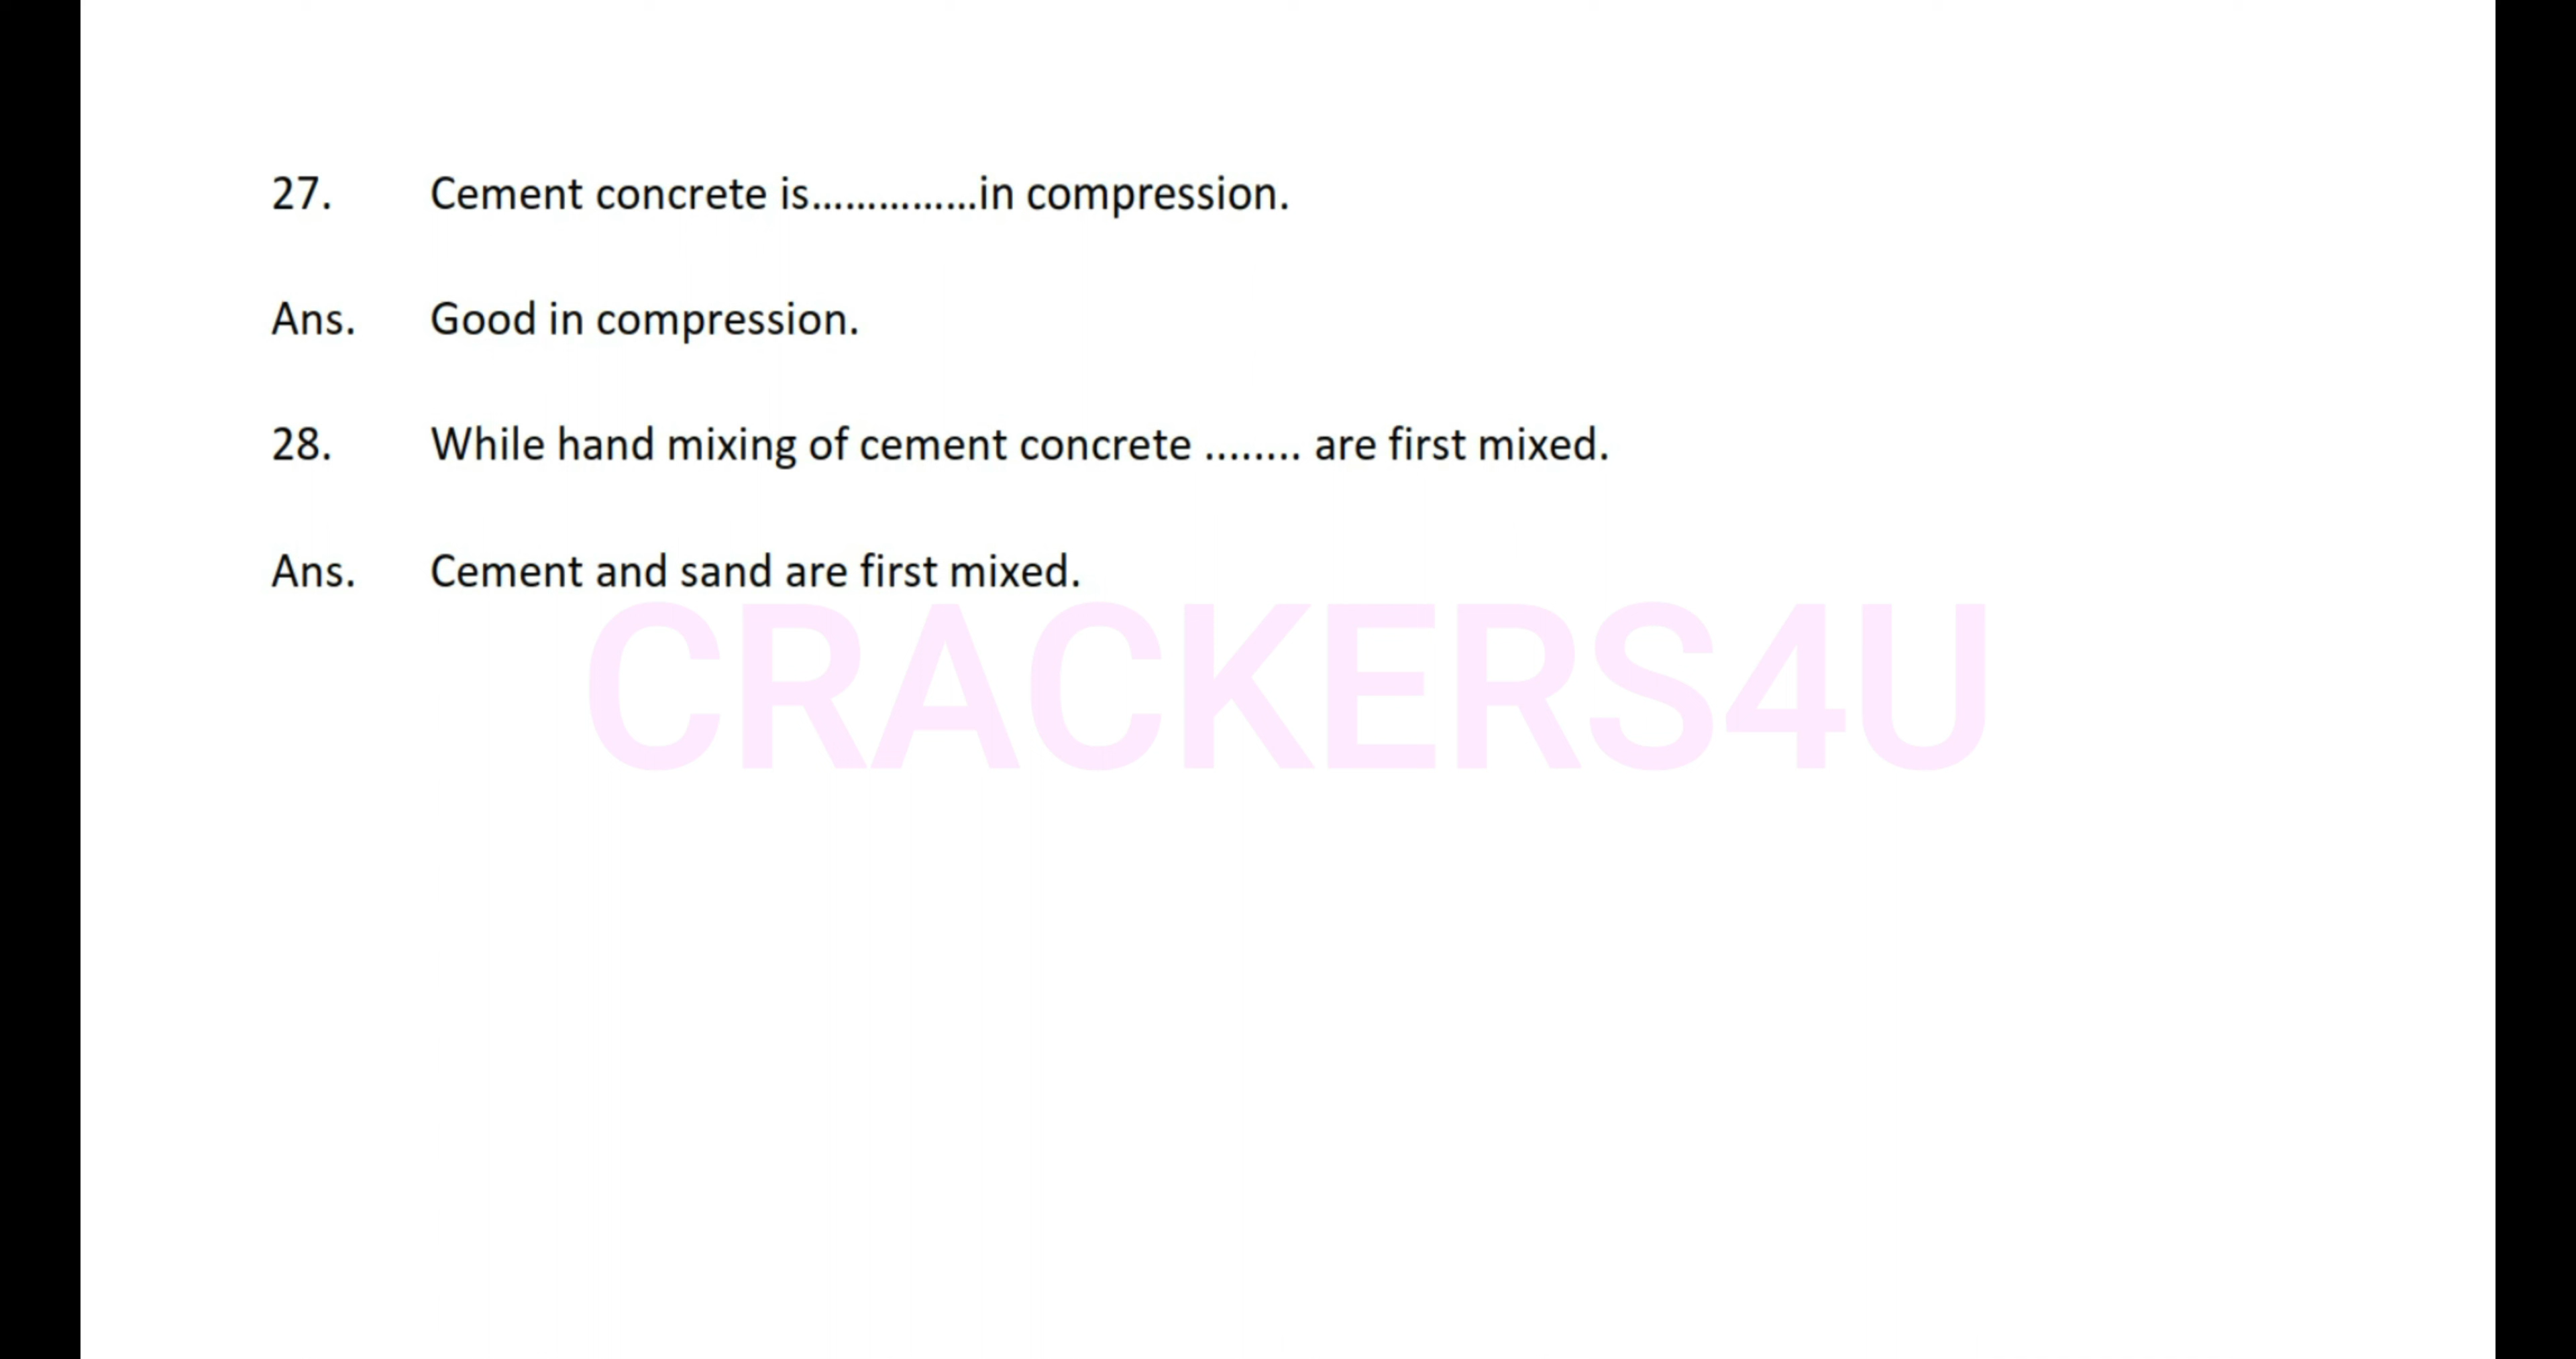 27. Cement concrete is...............in compression.
Ans. Good in compression.
28. While hand mixing of cement concrete ........ are first mixed.
Ans. Cement and sand are first mixed.
CRACKERS4U